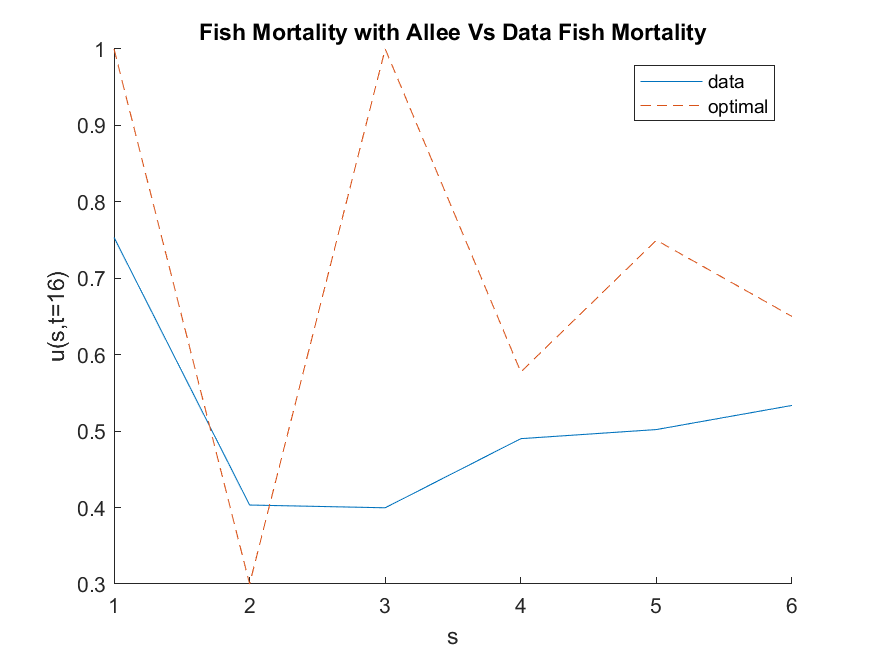 Fish Mortality with Allee Vs Data Fish Mortality
data
optimal
1
0.9
0.8
0.7
0.6
0.5
0.4
0.3
u(s,t=16)
1 2 3 4 5 6
s